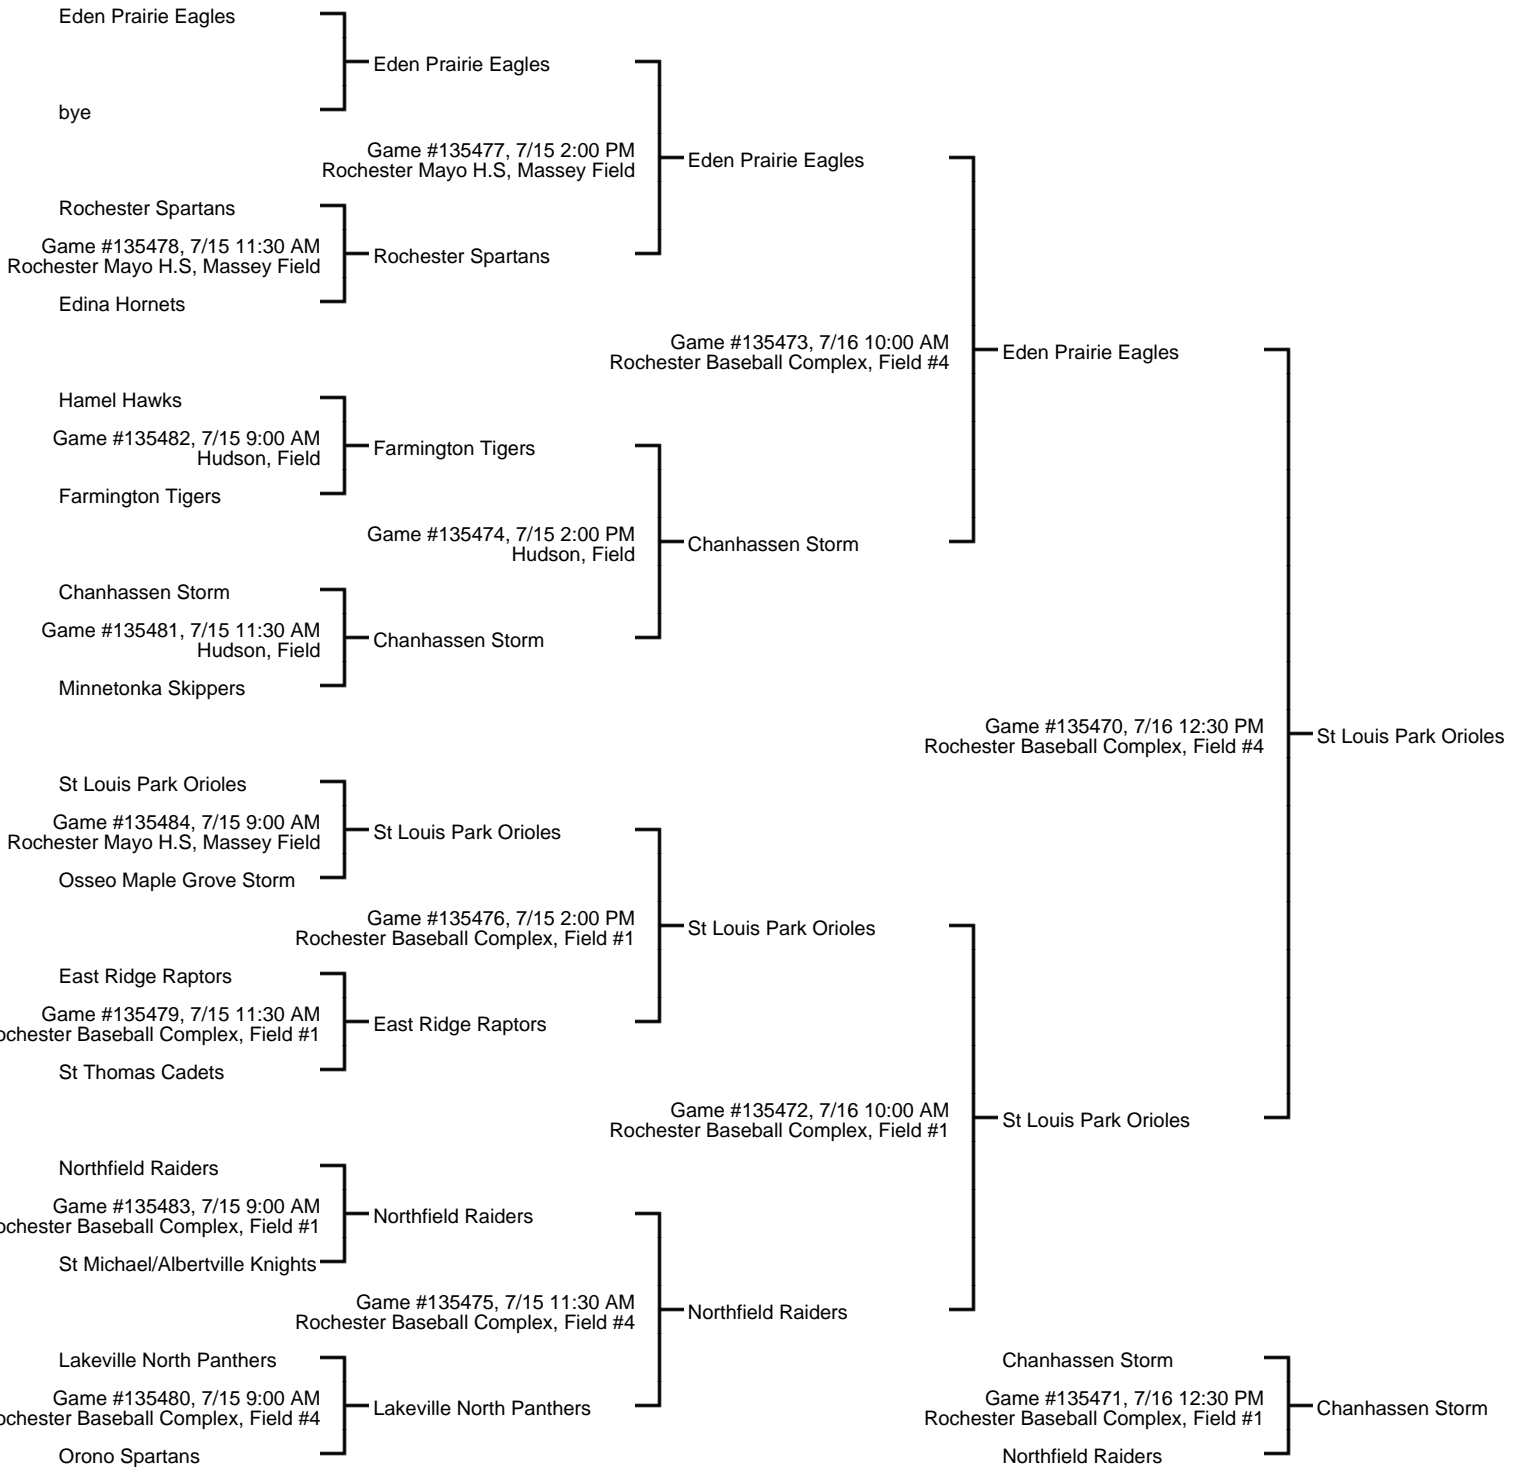 Eden Prairie Eagles
Eden Prairie Eagles
bye
Game #135477, 7/15 2:00 PM
Rochester Mayo H.S, Massey Field
Eden Prairie Eagles
Rochester Spartans
Game #135478, 7/15 11:30 AM
Rochester Mayo H.S, Massey Field
Rochester Spartans
Edina Hornets
Game #135473, 7/16 10:00 AM
Rochester Baseball Complex, Field #4
Eden Prairie Eagles
Hamel Hawks
Game #135482, 7/15 9:00 AM
Hudson, Field
Farmington Tigers
Farmington Tigers
Game #135474, 7/15 2:00 PM
Hudson, Field
Chanhassen Storm
Chanhassen Storm
Game #135481, 7/15 11:30 AM
Hudson, Field
Chanhassen Storm
Minnetonka Skippers
Game #135470, 7/16 12:30 PM
Rochester Baseball Complex, Field #4
St Louis Park Orioles
St Louis Park Orioles
Game #135484, 7/15 9:00 AM
Rochester Mayo H.S, Massey Field
St Louis Park Orioles
Osseo Maple Grove Storm
Game #135476, 7/15 2:00 PM
Rochester Baseball Complex, Field #1
St Louis Park Orioles
East Ridge Raptors
Game #135479, 7/15 11:30 AM
ochester Baseball Complex, Field #1
East Ridge Raptors
St Thomas Cadets
Game #135472, 7/16 10:00 AM
Rochester Baseball Complex, Field #1
St Louis Park Orioles
Northfield Raiders
Game #135483, 7/15 9:00 AM
ochester Baseball Complex, Field #1
Northfield Raiders
St Michael/Albertville Knights
Game #135475, 7/15 11:30 AM
Rochester Baseball Complex, Field #4
Northfield Raiders
Lakeville North Panthers
Game #135480, 7/15 9:00 AM
ochester Baseball Complex, Field #4
Lakeville North Panthers
Orono Spartans
Chanhassen Storm
Game #135471, 7/16 12:30 PM
Rochester Baseball Complex, Field #1
Chanhassen Storm
Northfield Raiders